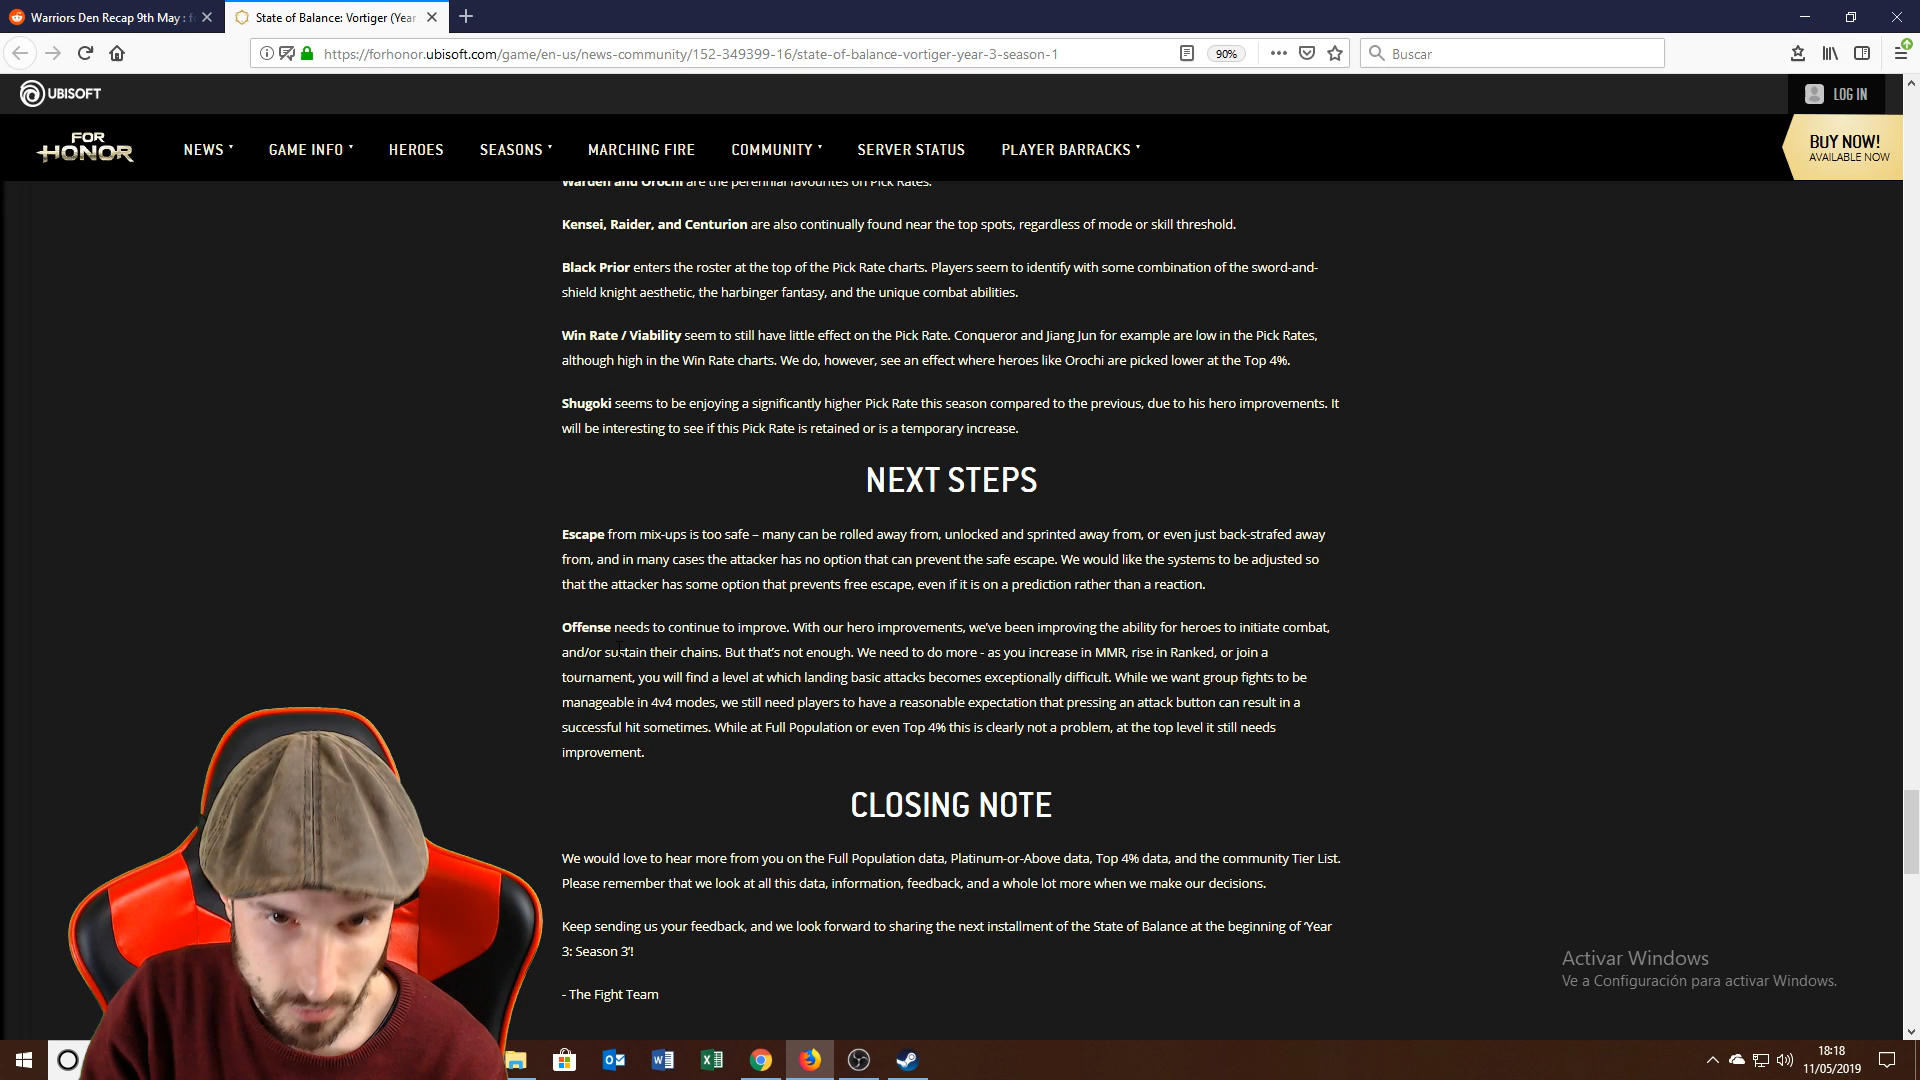 Warriors Den Recap 9th May : f
State of Balance: Vortiger (Year
https://forhonor.ubisoft.com/game/en-us/news-community/152-349399-16/state-of-balance-vortiger-year-3-season-1
90%
Buscar
UBISOFT
LOG IN
FOR HONOR
NEWS
GAME INFO
HEROES
SEASONS
MARCHING FIRE
COMMUNITY
SERVER STATUS
PLAYER BARRACKS
BUY NOW!
AVAILABLE NOW
Warden and Orochi are the perennial favourites on Pick Rates.
Kensei, Raider, and Centurion are also continually found near the top spots, regardless of mode or skill threshold.
Black Prior enters the roster at the top of the Pick Rate charts. Players seem to identify with some combination of the sword-and-
shield knight aesthetic, the harbinger fantasy, and the unique combat abilities.
Win Rate / Viability seem to still have little effect on the Pick Rate. Conqueror and Jiang Jun for example are low in the Pick Rates,
although high in the Win Rate charts. We do, however, see an effect where heroes like Orochi are picked lower at the Top 4%.
Shugoki seems to be enjoying a significantly higher Pick Rate this season compared to the previous, due to his hero improvements. It
will be interesting to see if this Pick Rate is retained or is a temporary increase.
NEXT STEPS
Escape from mix-ups is too safe – many can be rolled away from, unlocked and sprinted away from, or even just back-strafed away
from, and in many cases the attacker has no option that can prevent the safe escape. We would like the systems to be adjusted so
that the attacker has some option that prevents free escape, even if it is on a prediction rather than a reaction.
Offense needs to continue to improve. With our hero improvements, we've been improving the ability for heroes to initiate combat,
and/or sustain their chains. But that's not enough. We need to do more - as you increase in MMR, rise in Ranked, or join a
tournament, you will find a level at which landing basic attacks becomes exceptionally difficult. While we want group fights to be
manageable in 4v4 modes, we still need players to have a reasonable expectation that pressing an attack button can result in a
successful hit sometimes. While at Full Population or even Top 4% this is clearly not a problem, at the top level it still needs
improvement.
CLOSING NOTE
We would love to hear more from you on the Full Population data, Platinum-or-Above data, Top 4% data, and the community Tier List.
Please remember that we look at all this data, information, feedback, and a whole lot more when we make our decisions.
Keep sending us your feedback, and we look forward to sharing the next installment of the State of Balance at the beginning of 'Year
3: Season 3'!
- The Fight Team
Activar Windows
Ve a Configuración para activar Windows.
18:18
11/05/2019